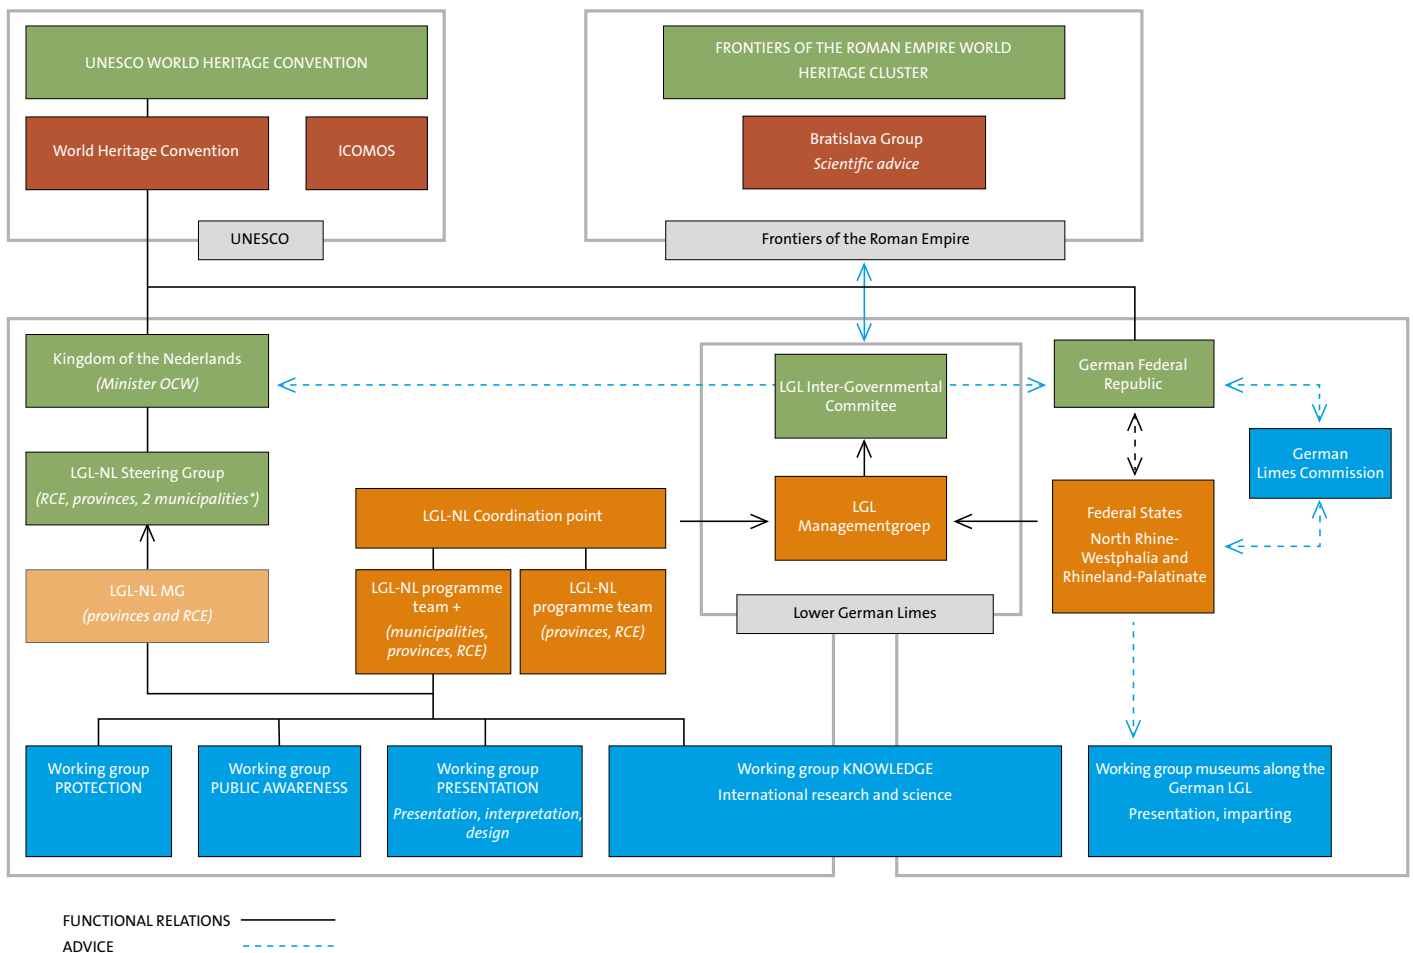 UNESCO WORLD HERITAGE CONVENTION
World Heritage Convention
ICOMOS
UNESCO
FRONTIERS OF THE ROMAN EMPIRE WORLD
HERITAGE CLUSTER
Bratislava Group
Scientific advice
Frontiers of the Roman Empire
Kingdom of the Nederlands
(Minister OCW)
LGL Inter-Governmental
Commitee
German Federal
Republic
German
Limes Commission
LGL-NL Steering Group
(RCE, provinces, 2 municipalities*)
LGL-NL Coordination point
LGL
Managementgroep
Federal States
North Rhine-
Westphalia and
Rhineland-Palatinate
LGL-NL MG
(provinces and RCE)
LGL-NL programme
team +
(municipalities,
provinces, RCE)
LGL-NL
programme team
(provinces, RCE)
Lower German Limes
Working group
PROTECTION
Working group
PUBLIC AWARENESS
Working group
PRESENTATION
Presentation, interpretation,
design
Working group KNOWLEDGE
International research and science
Working group museums along the
German LGL
Presentation, imparting
FUNCTIONAL RELATIONS
ADVICE